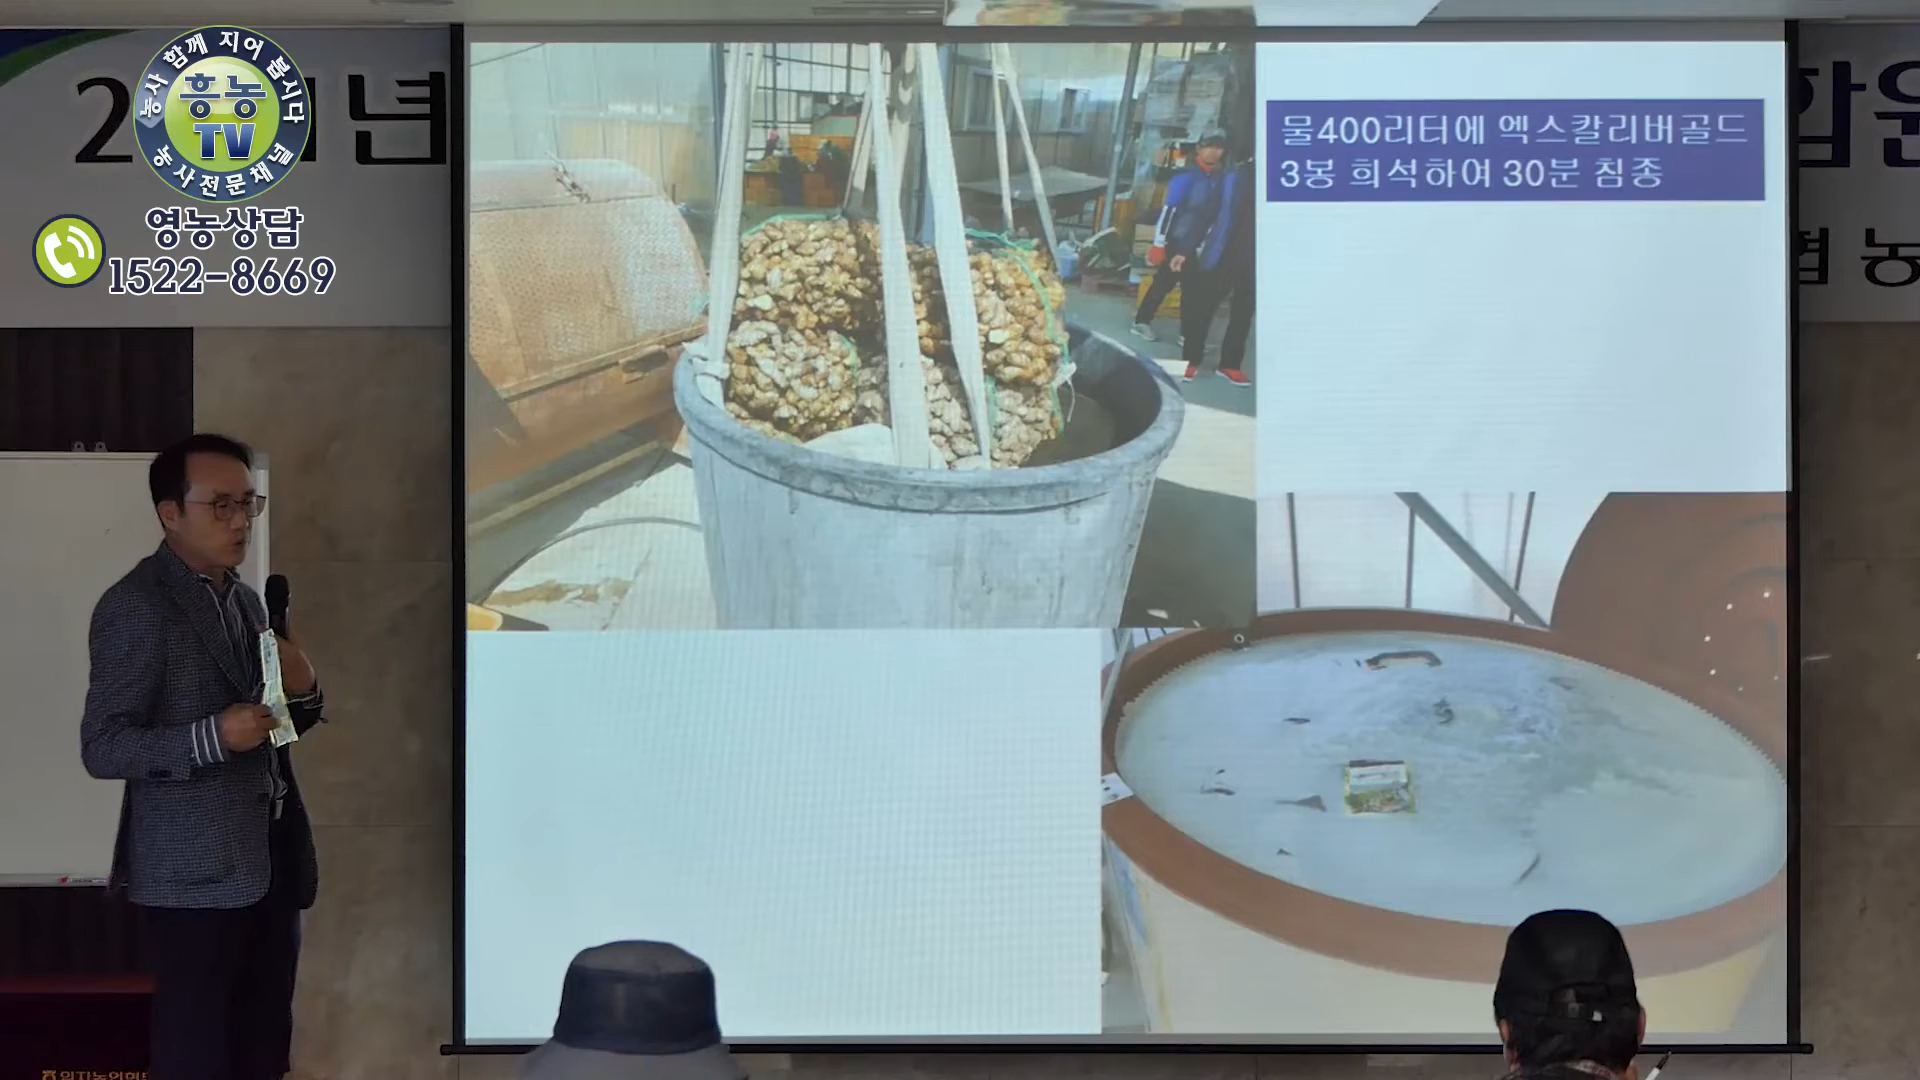 농사 함께 지어 봅시다
흥농
TV
농사전문채널
영농상담
1522-8669
년
물400리터에 엑스칼리버골드
3봉 희석하여 30분 침종